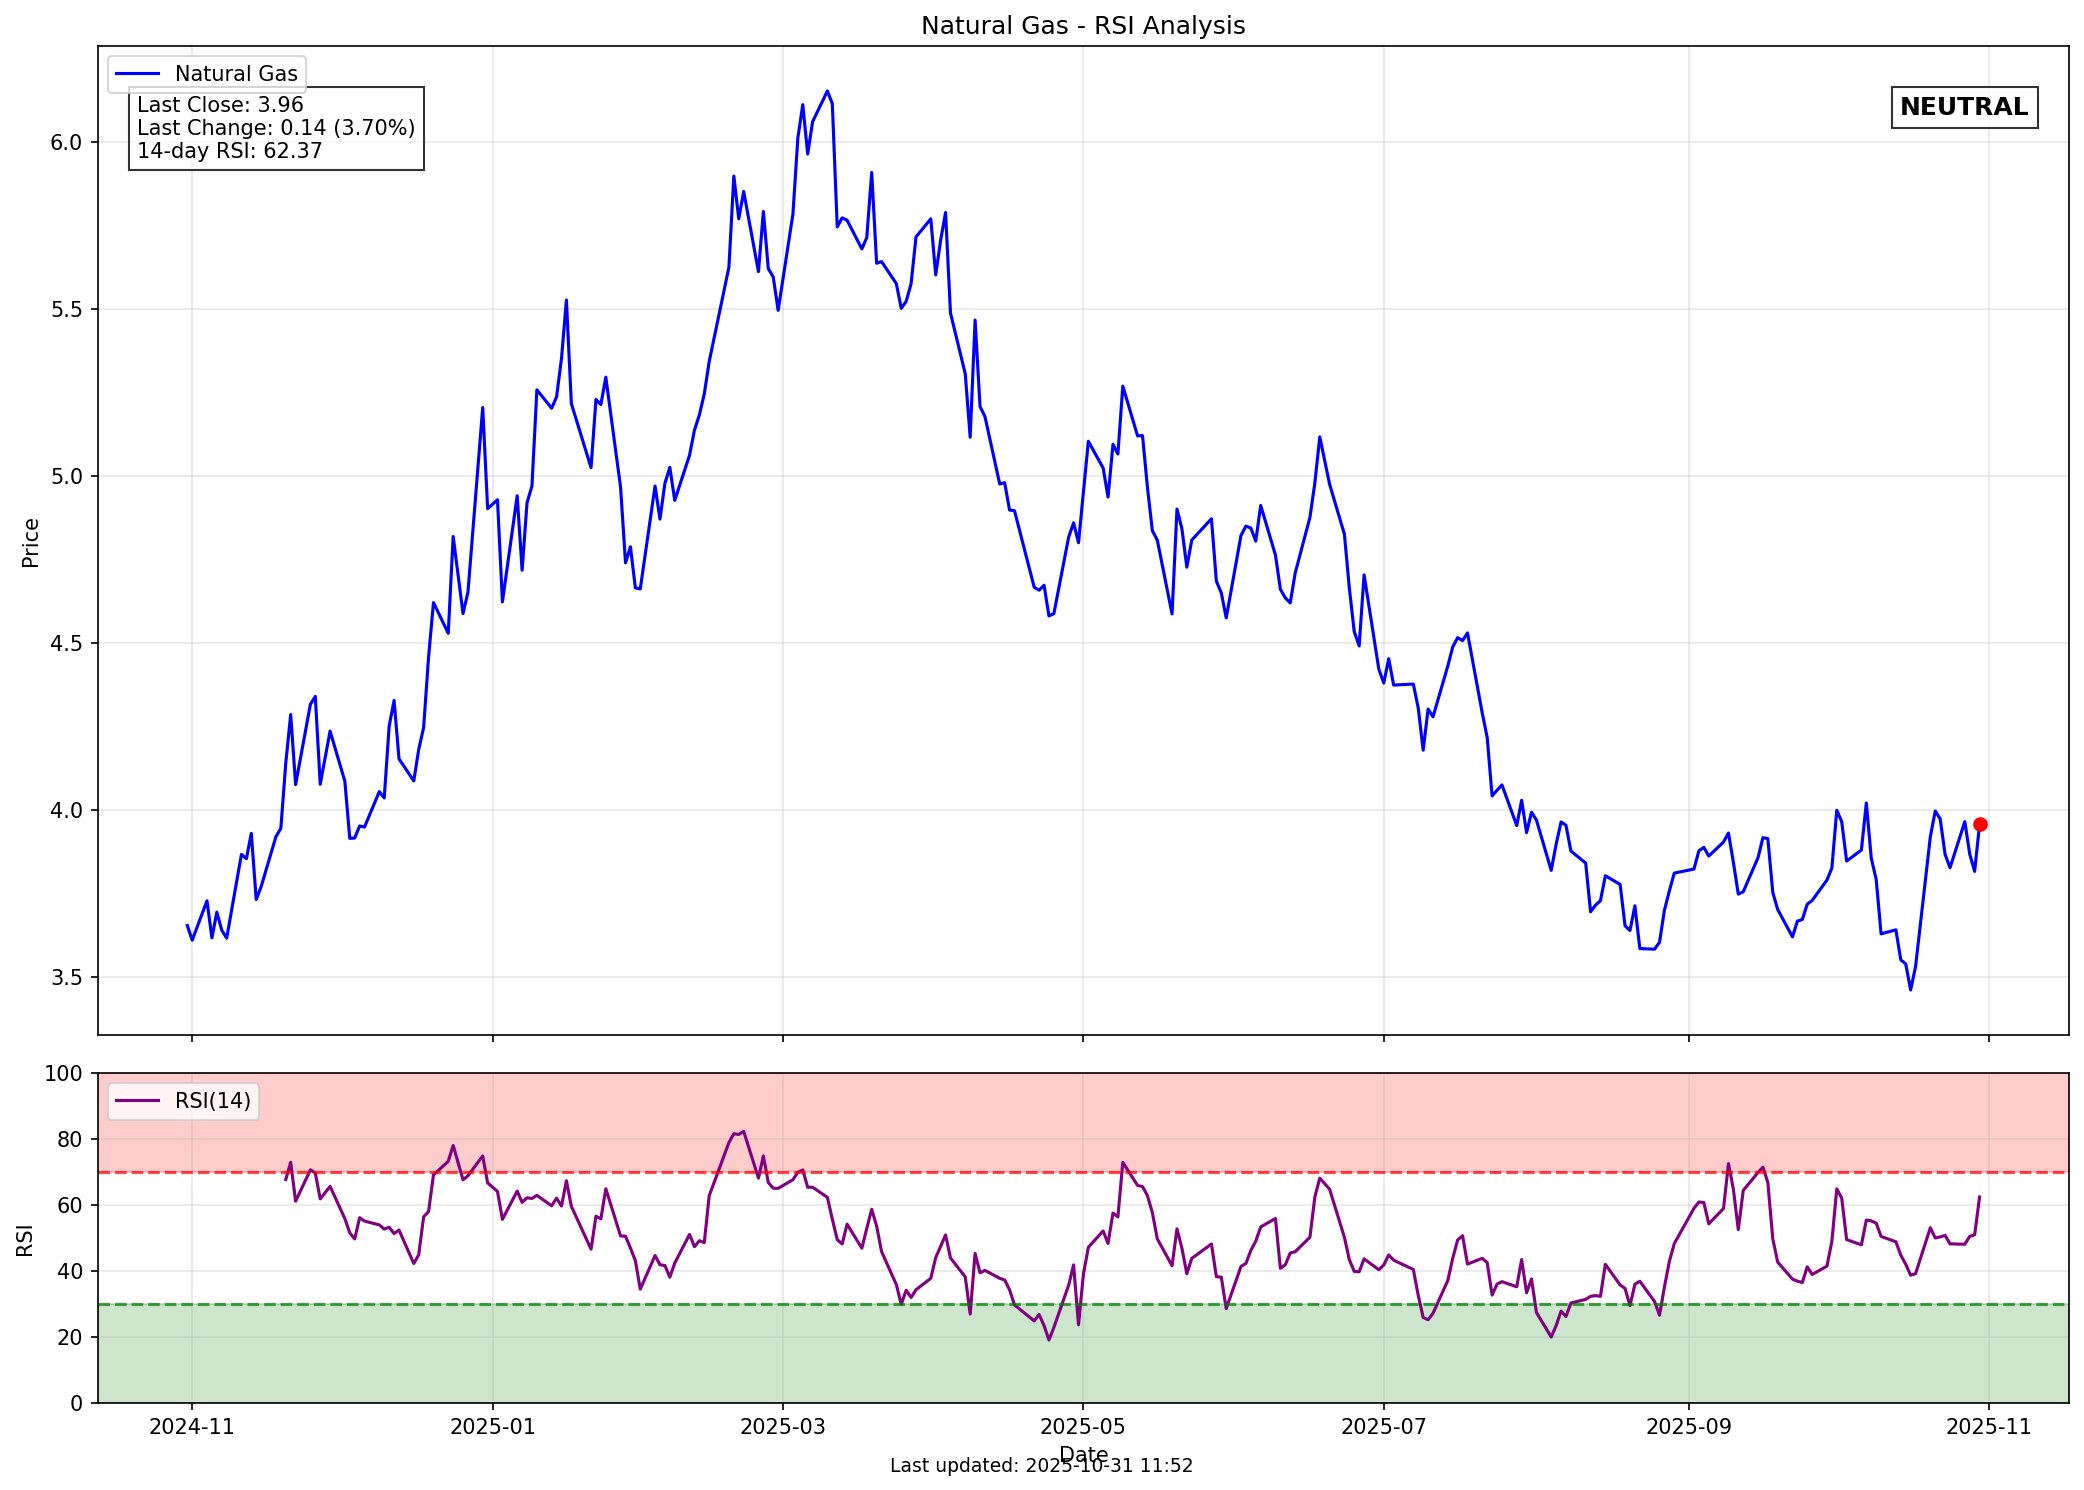 Natural Gas - RSI Analysis
Natural Gas
Last Close: 3.96
Last Change: 0.14 (3.70%)
14-day RSI: 62.37
NEUTRAL
Price
6.0
5.5
5.0
4.5
4.0
3.5
RSI(14)
RSI
100
80
60
40
20
0
2024-11
2025-01
2025-03
2025-05
2025-07
2025-09
2025-11
Date
Last updated: 2025-10-31 11:52